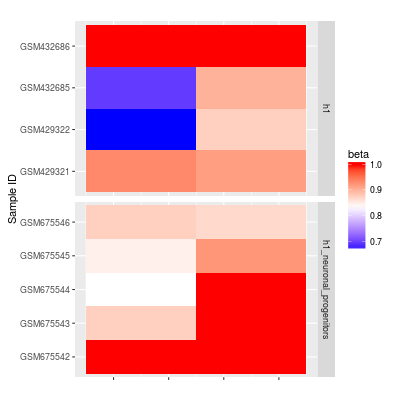 GSM432686
GSM432685
GSM429322
GSM429321
h1
GSM675546
GSM675545
GSM675544
GSM675543
GSM675542
h1_neuronal_progenitors
Sample ID
beta
1.0
0.9
0.8
0.7